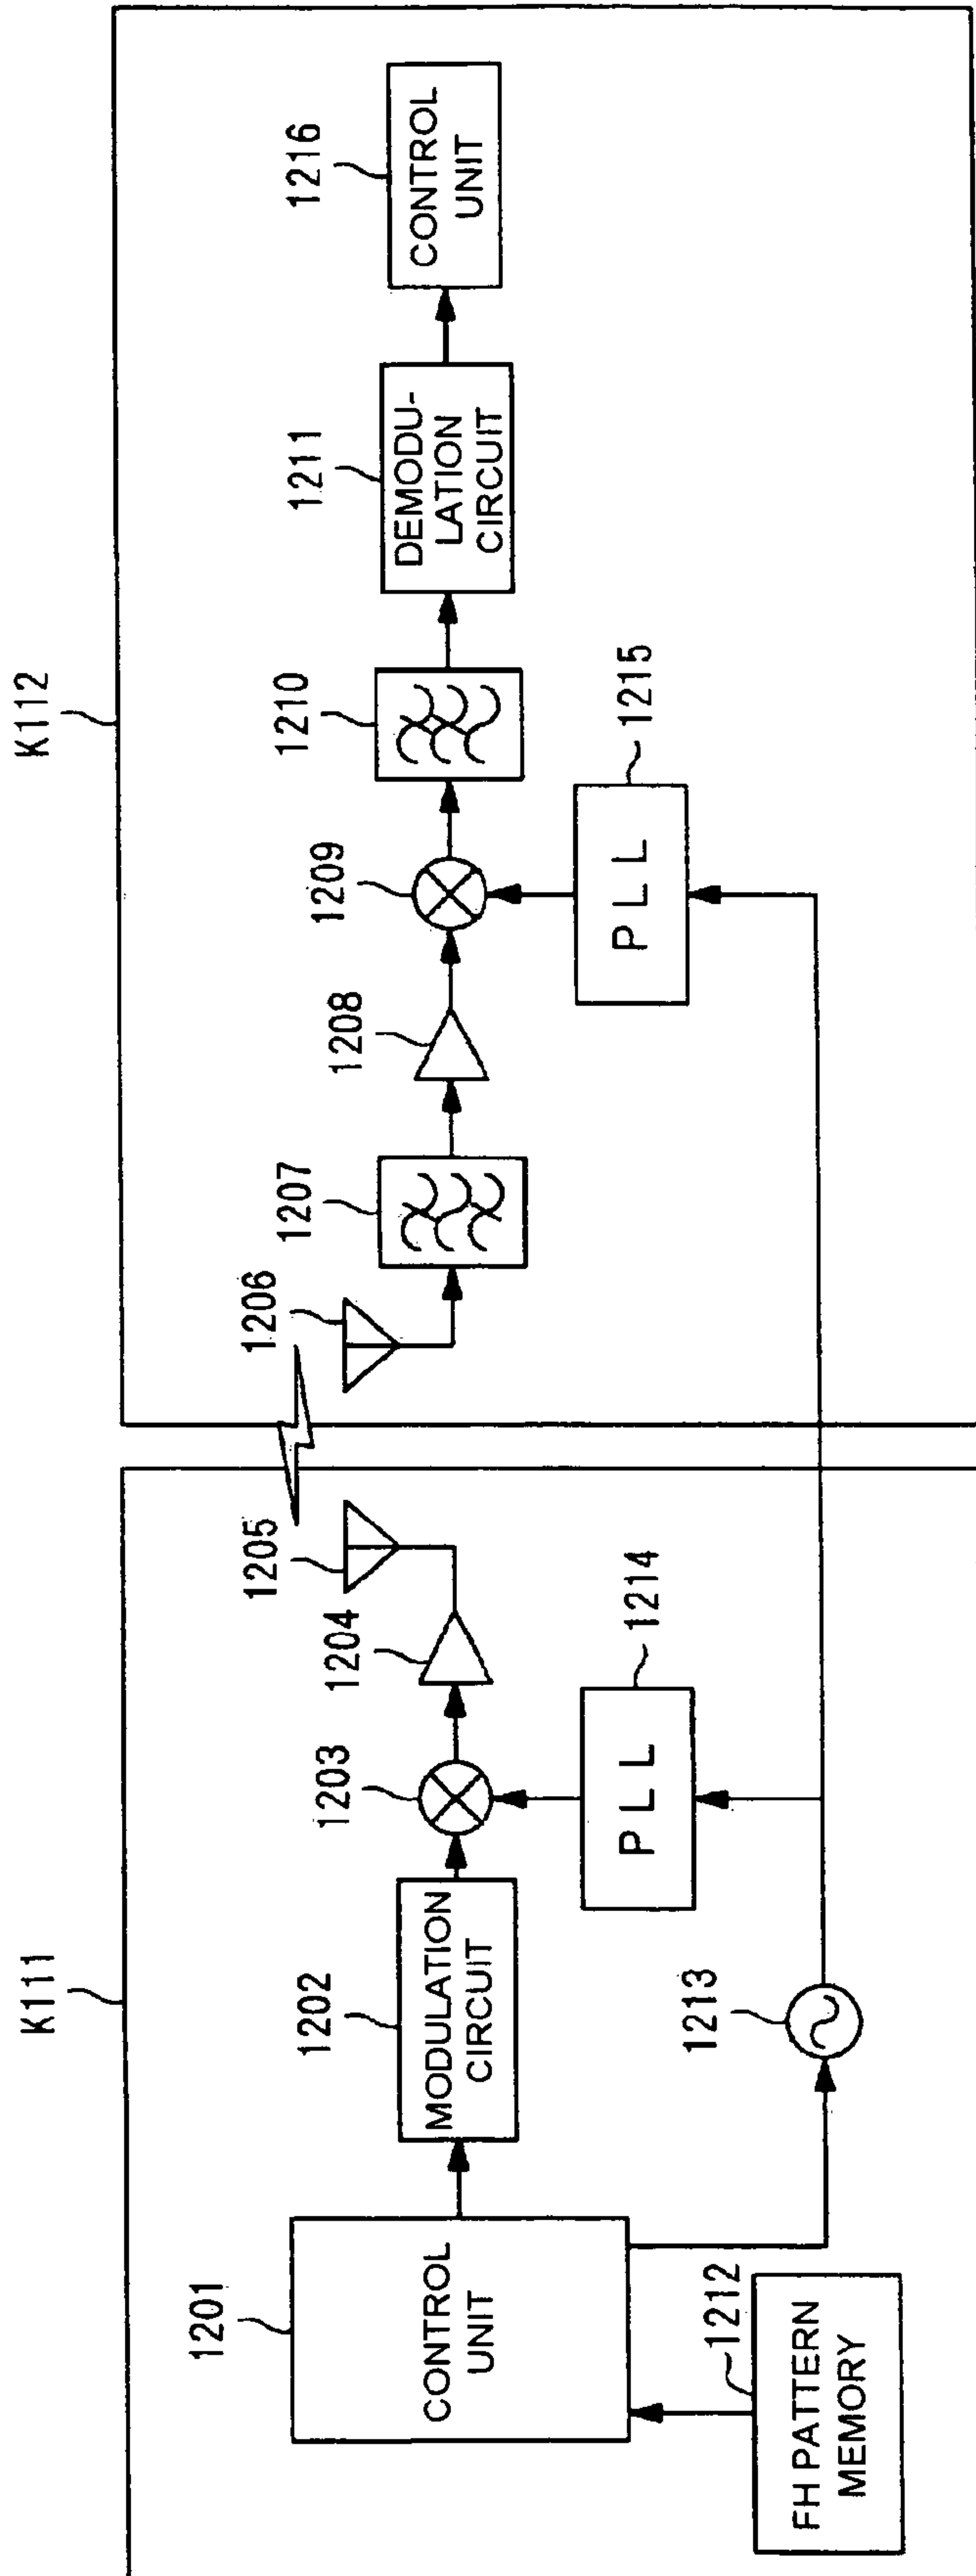 K111
K112
1201
CONTROL
UNIT
1202
MODULATION
CIRCUIT
1203
1204
1205
1206
1207
1208
1209
1210
1211
DEMODU-
LATION
CIRCUIT
1216
CONTROL
UNIT
1212
FH PATTERN
MEMORY
1213
1214
PLL
1215
PLL